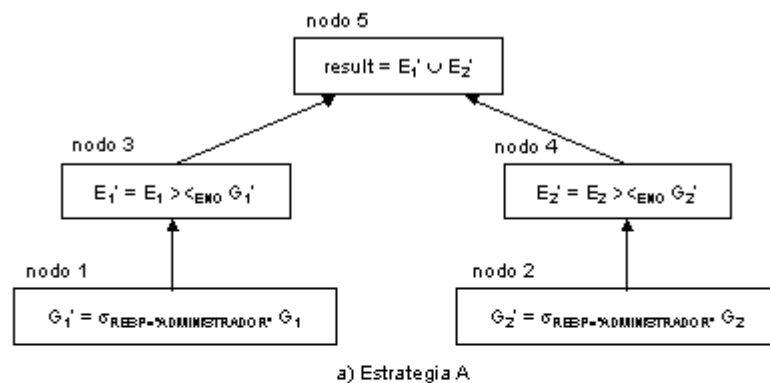 nodo 5
result = E₁' ∪ E₂'
nodo 3
nodo 4
E₁' = E₁ ><ENO G₁'
E₂' = E₂ ><ENO G₂'
nodo 1
nodo 2
G₁' = σRESP="ADMINISTRADOR" G₁
G₂' = σRESP="ADMINISTRADOR" G₂
a) Estrategia A